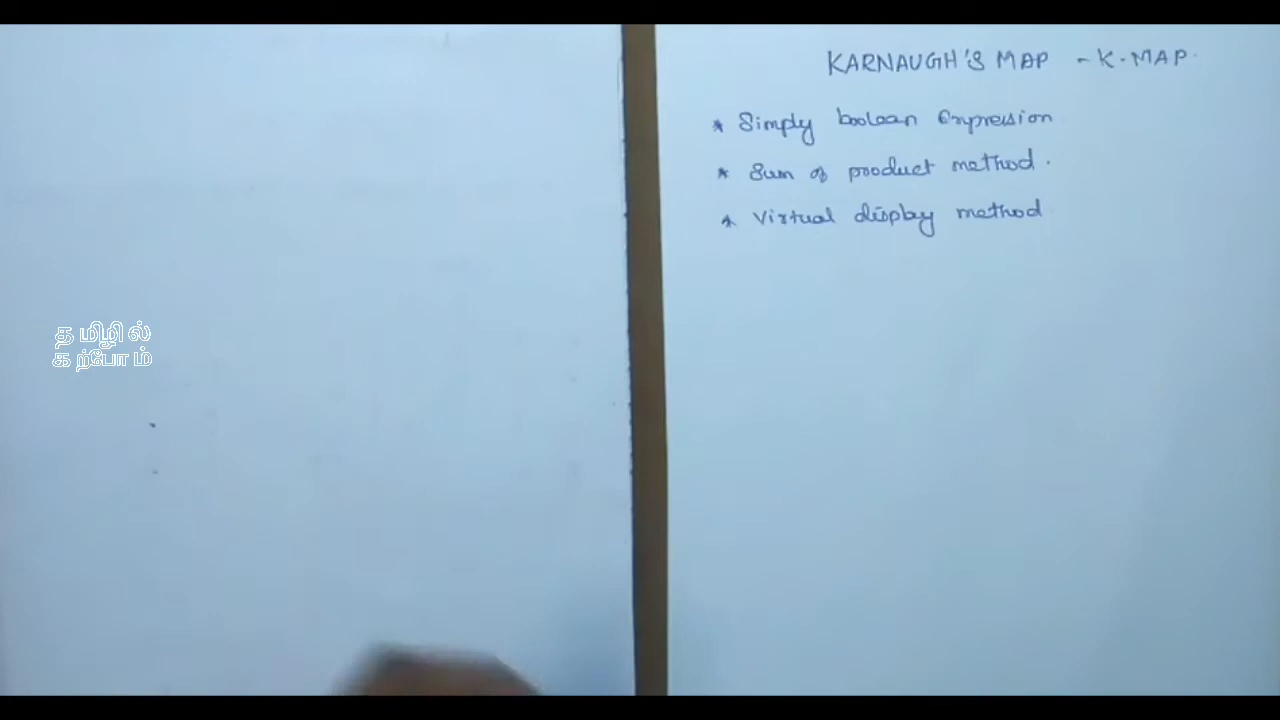 தமிழில்
கற்போம்
KARNAUGH'S MAP - K.MAP.
* Simply boolean Expression
* Sum of product method.
* Virtual display method